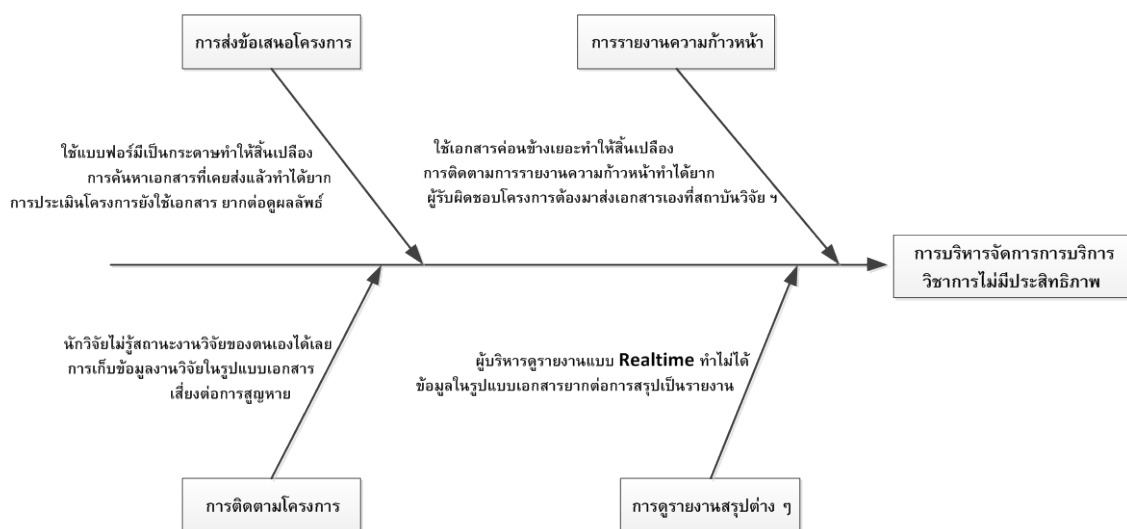 การส่งข้อเสนอโครงการ
การรายงานความก้าวหน้า
ใช้แบบฟอร์มเป็นกระดาษทำให้สิ้นเปลือง
การค้นหาเอกสารที่เคยส่งแล้วทำได้ยาก
การประเมินโครงการยังใช้เอกสาร ยากต่อดูผลลัพธ์
ใช้เอกสารค่อนข้างเยอะทำให้สิ้นเปลือง
การติดตามการรายงานความก้าวหน้าทำได้ยาก
ผู้รับผิดชอบโครงการต้องมาส่งเอกสารเองที่สถาบันวิจัย ฯ
การบริหารจัดการการบริการ
วิชาการไม่มีประสิทธิภาพ
นักวิจัยไม่รู้สถานะงานวิจัยของตนเองได้เลย
การเก็บข้อมูลงานวิจัยในรูปแบบเอกสาร
เสี่ยงต่อการสูญหาย
ผู้บริหารดูรายงานแบบ Realtime ทำไม่ได้
ข้อมูลในรูปแบบเอกสารยากต่อการสรุปเป็นรายงาน
การติดตามโครงการ
การดูรายงานสรุปต่าง ๆ